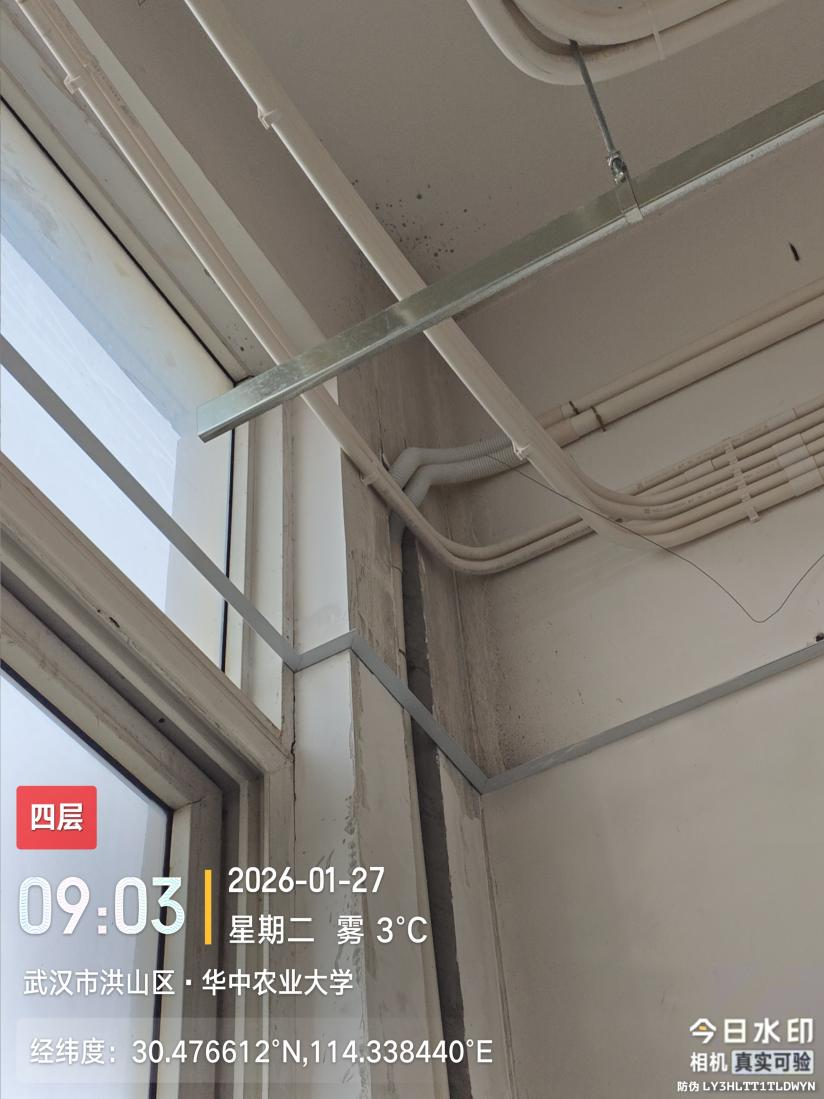 四层
09:03
2026-01-27
星期二 雾 3°C
武汉市洪山区·华中农业大学
经纬度：30.476612°N,114.338440°E
今日水印
相机 真实可验
防伪 LY3HLTT1TLDWYN